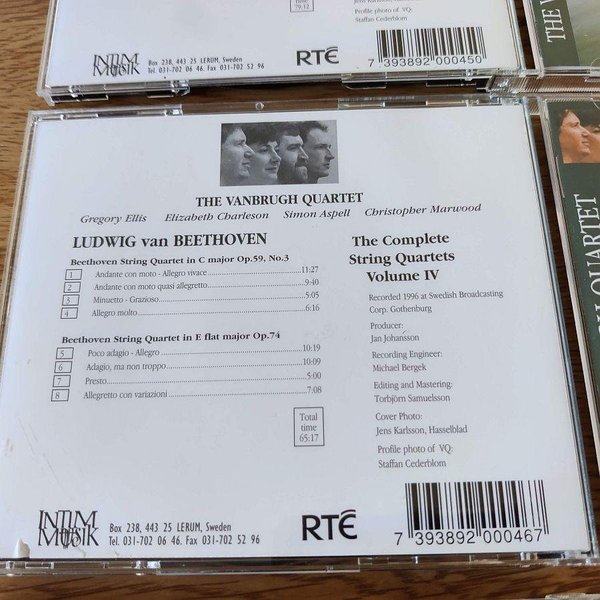 time
79.12
Jens Karlsson, Hasselblad
Profile photo of VQ:
Staffan Cederblom
INTIM
MUSIK
Box 238, 443 25 LERUM, Sweden
Tel. 031-702 06 46. Fax 031-702 52 96
RTÉ
7 393892 000450
THE V
THE VANBRUGH QUARTET
Gregory Ellis Elizabeth Charleson Simon Aspell Christopher Marwood
LUDWIG van BEETHOVEN
Beethoven String Quartet in C major Op.59, No.3
1 Andante con moto - Allegro vivace 11:27
2 Andante con moto quasi allegretto 9:40
3 Minuetto - Grazioso 5:05
4 Allegro molto 6:16
Beethoven String Quartet in E flat major Op.74
5 Poco adagio - Allegro 10:19
6 Adagio, ma non troppo 10:09
7 Presto 5:00
8 Allegretto con variazioni 7:08
Total
time
65:17
The Complete
String Quartets
Volume IV
Recorded 1996 at Swedish Broadcasting
Corp. Gothenburg
Producer:
Jan Johansson
Recording Engineer:
Michael Bergek
Editing and Mastering:
Torbjörn Samuelsson
Cover Photo:
Jens Karlsson, Hasselblad
Profile photo of VQ:
Staffan Cederblom
INTIM
MUSIK
Box 238, 443 25 LERUM, Sweden
Tel. 031-702 06 46. Fax 031-702 52 96
RTÉ
7 393892 000467
H QUARTET